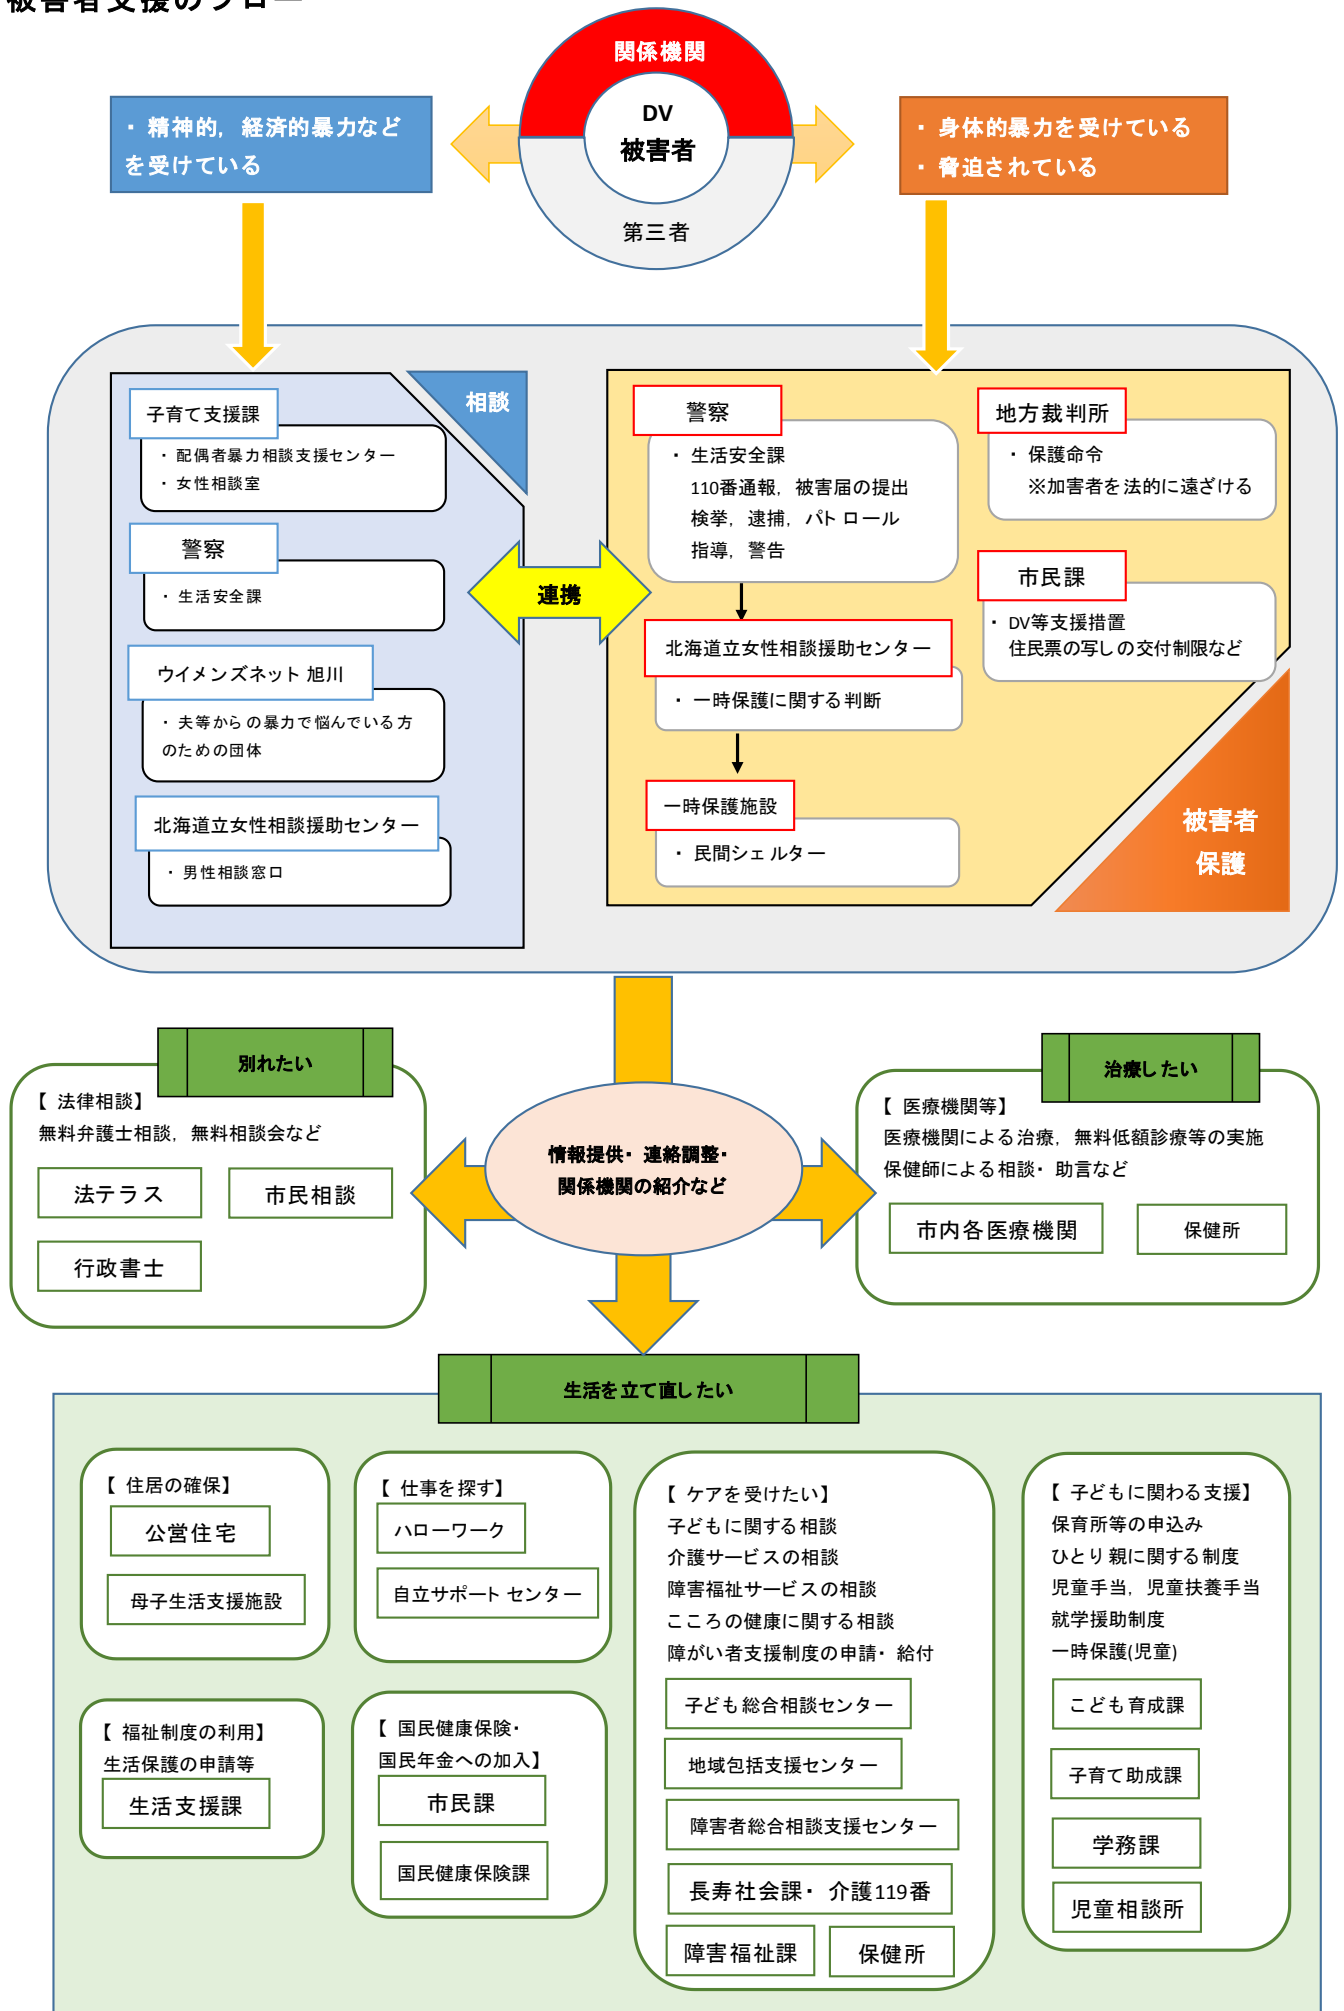 被害者支援のフロー
関係機関
DV
被害者
第三者
・精神的，経済的暴力など
を受けている
・身体的暴力を受けている
・脅迫されている
相談
子育て支援課
・配偶者暴力相談支援センター
・女性相談室
警察
・生活安全課
ウイメンズネット旭川
・夫等からの暴力で悩んでいる方
のための団体
北海道立女性相談援助センター
・男性相談窓口
連携
警察
・生活安全課
110番通報，被害届の提出
検挙，逮捕，パトロール
指導，警告
北海道立女性相談援助センター
・一時保護に関する判断
一時保護施設
・民間シェルター
地方裁判所
・保護命令
※加害者を法的に遠ざける
市民課
・DV等支援措置
住民票の写しの交付制限など
被害者
保護
別れたい
【法律相談】
無料弁護士相談，無料相談会など
法テラス
市民相談
行政書士
情報提供・連絡調整・
関係機関の紹介など
治療したい
【医療機関等】
医療機関による治療，無料低額診療等の実施
保健師による相談・助言など
市内各医療機関
保健所
生活を立て直したい
【住居の確保】
公営住宅
母子生活支援施設
【仕事を探す】
ハローワーク
自立サポートセンター
【福祉制度の利用】
生活保護の申請等
生活支援課
【国民健康保険・
国民年金への加入】
市民課
国民健康保険課
【ケアを受けたい】
子どもに関する相談
介護サービスの相談
障害福祉サービスの相談
こころの健康に関する相談
障がい者支援制度の申請・給付
子ども総合相談センター
地域包括支援センター
障害者総合相談支援センター
長寿社会課・介護119番
障害福祉課
保健所
【子どもに関わる支援】
保育所等の申込み
ひとり親に関する制度
児童手当，児童扶養手当
就学援助制度
一時保護(児童)
こども育成課
子育て助成課
学務課
児童相談所